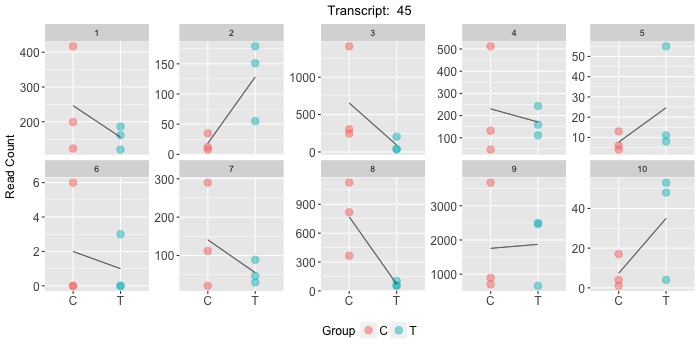 Transcript: 45
1 2 3 4 5
400 150 1000 500 50
300 100 500 400 40
200 50 0 300 30
0 200 20
100 10
Read Count
6 7 8 9 10
6 300 900 3000 40
4 200 600 2000 20
2 100 300 1000 0
0 0
C T C T C T C T C T
Group C T